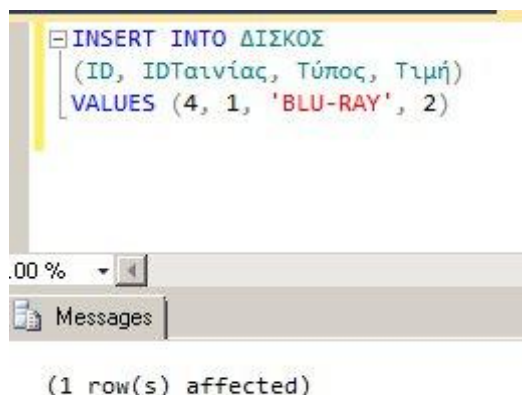 INSERT INTO ΔΙΣΚΟΣ
(ID, IDΤαινίας, Τύπος, Τιμή)
VALUES (4, 1, 'BLU-RAY', 2)
.00 %
Messages
(1 row(s) affected)